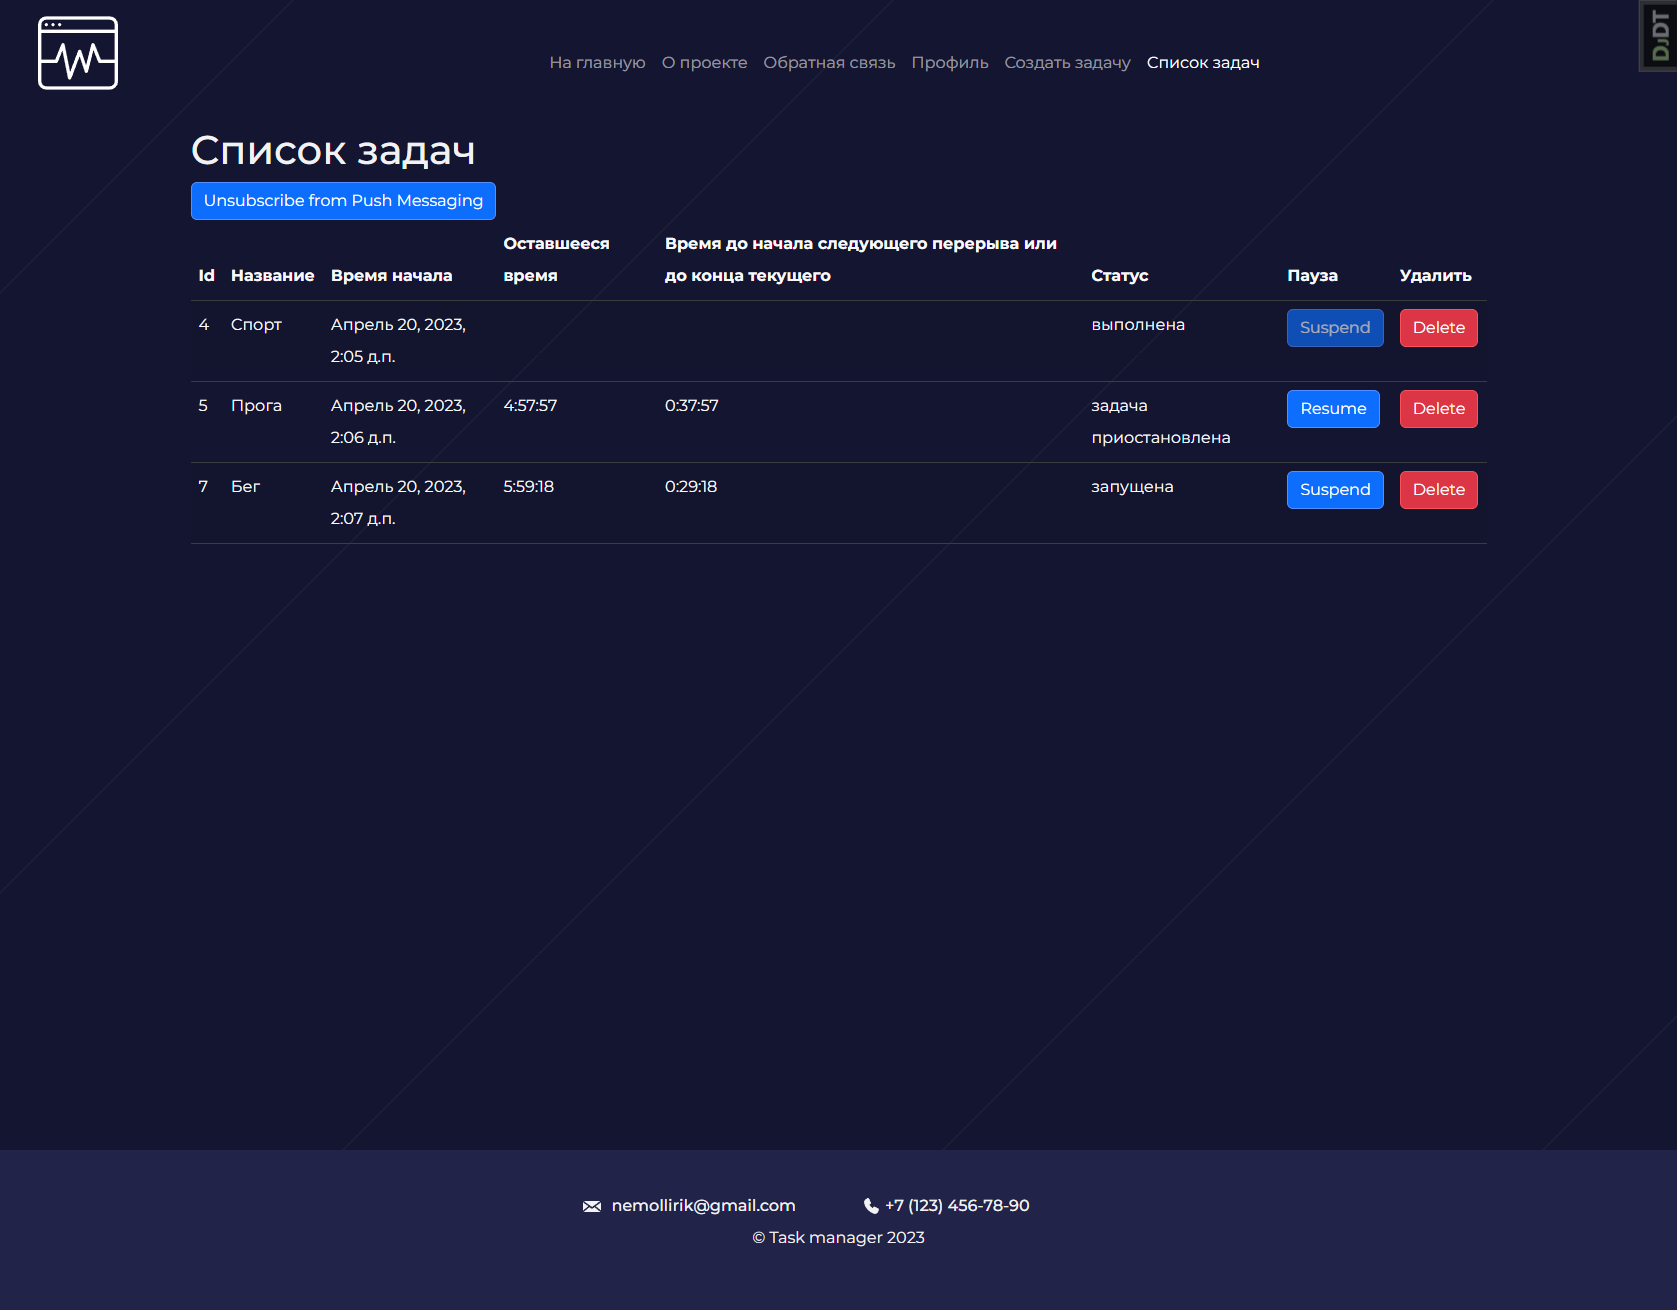 На главную О проекте Обратная связь Профиль Создать задачу Список задач
DjDT
Список задач
Unsubscribe from Push Messaging
Id Название Время начала Оставшееся время Время до начала следующего перерыва или до конца текущего Статус Пауза Удалить
4 Спорт Апрель 20, 2023, 2:05 д.п. выполнена Suspend Delete
5 Прога Апрель 20, 2023, 2:06 д.п. 4:57:57 0:37:57 задача приостановлена Resume Delete
7 Бег Апрель 20, 2023, 2:07 д.п. 5:59:18 0:29:18 запущена Suspend Delete
nemollirik@gmail.com +7 (123) 456-78-90
© Task manager 2023